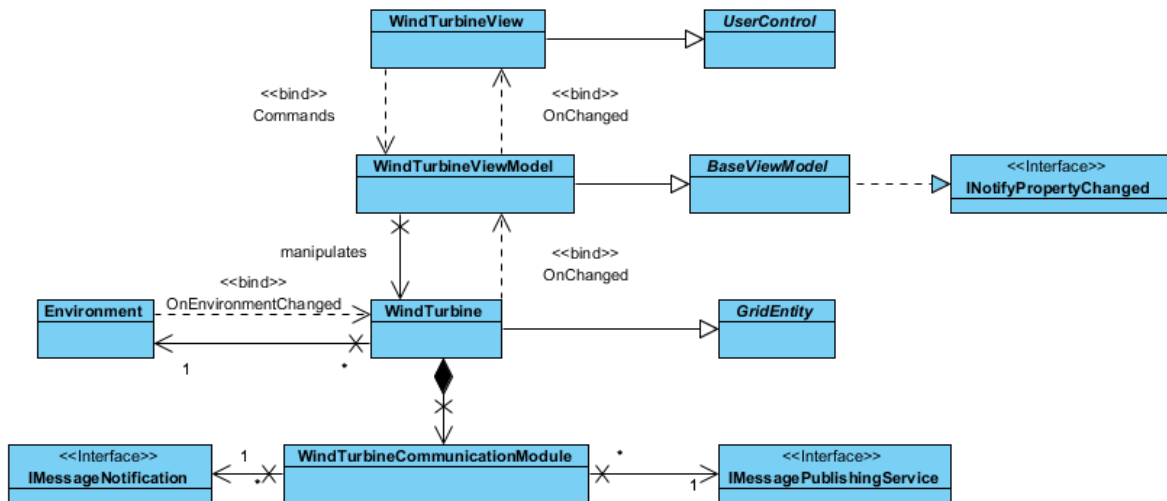 WindTurbineView
UserControl
<<bind>>
Commands
<<bind>>
OnChanged
WindTurbineViewModel
BaseViewModel
<<Interface>>
INotifyPropertyChanged
manipulates
<<bind>>
OnChanged
<<bind>>
OnEnvironmentChanged
Environment
WindTurbine
GridEntity
1
*
<<Interface>>
IMessageNotification
1
*
WindTurbineCommunicationModule
*
1
<<Interface>>
IMessagePublishingService